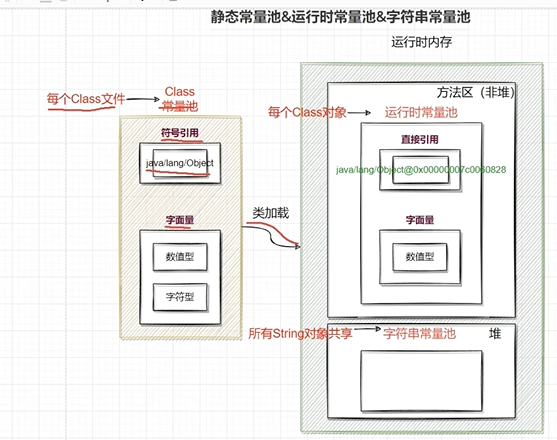 静态常量池&运行时常量池&字符串常量池
运行时内存
每个Class文件
Class
常量池
符号引用
java/lang/Object
字面量
数值型
字符型
类加载
方法区（非堆）
每个Class对象
运行时常量池
直接引用
java/lang/Object@0x00000007c0060828
字面量
数值型
所有String对象共享
字符串常量池
堆